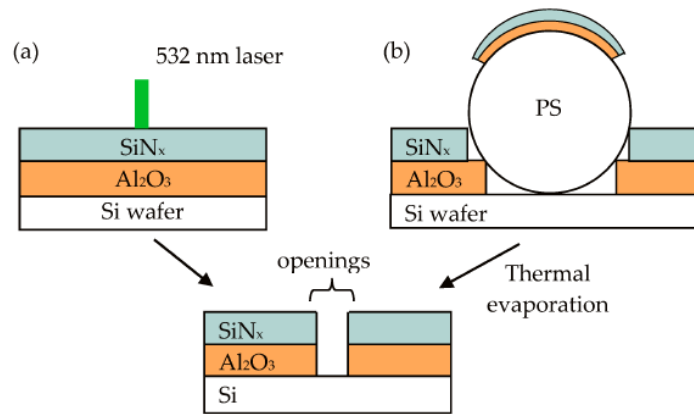 (a)
532 nm laser
SiNₓ
Al₂O₃
Si wafer
(b)
PS
SiNₓ
Al₂O₃
Si wafer
openings
Thermal
evaporation
SiNₓ
Al₂O₃
Si